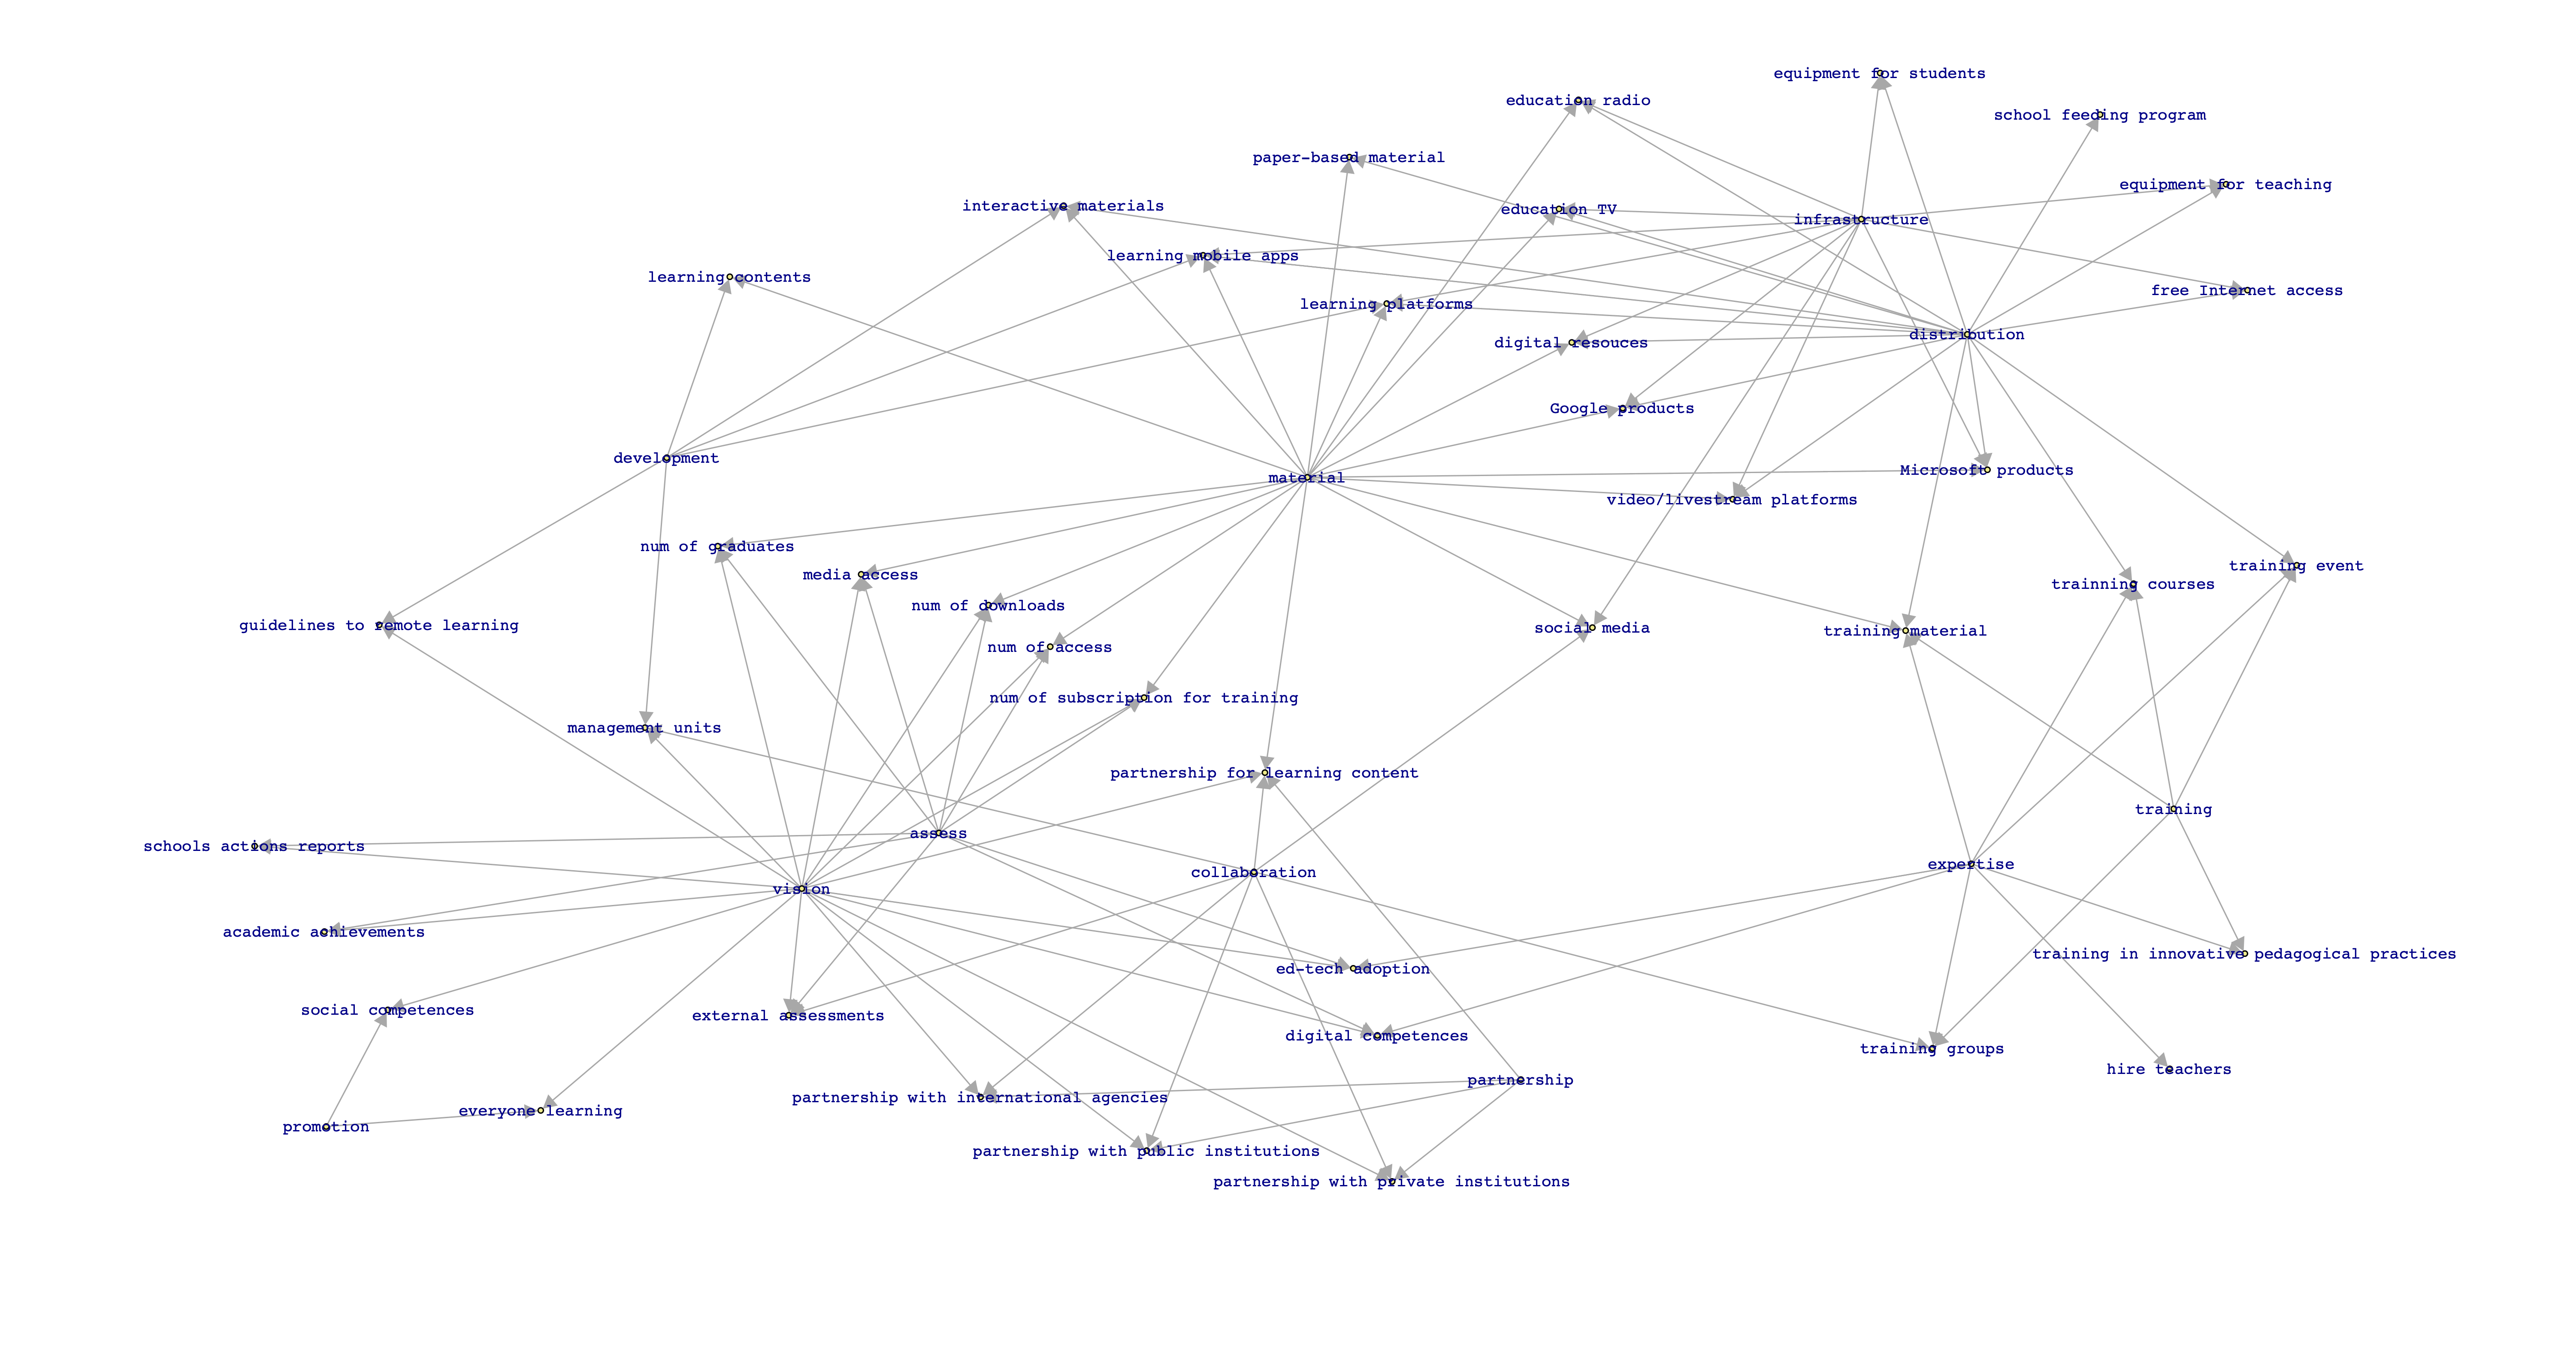 equipment for students
education radio
school feeding program
paper-based material
equipment for teaching
interactive materials
education TV
infrastructure
learning mobile apps
learning contents
free Internet access
learning platforms
distribution
digital resouces
Google products
development
Microsoft products
material
video/livestream platforms
num of graduates
training event
media access
trainning courses
num of downloads
guidelines to remote learning
social media
training material
num of access
num of subscription for training
management units
partnership for learning content
training
assess
schools actions reports
expertise
collaboration
vision
academic achievements
training in innovative pedagogical practices
ed-tech adoption
social competences
external assessments
digital competences
training groups
hire teachers
partnership
partnership with international agencies
everyone learning
promotion
partnership with public institutions
partnership with private institutions